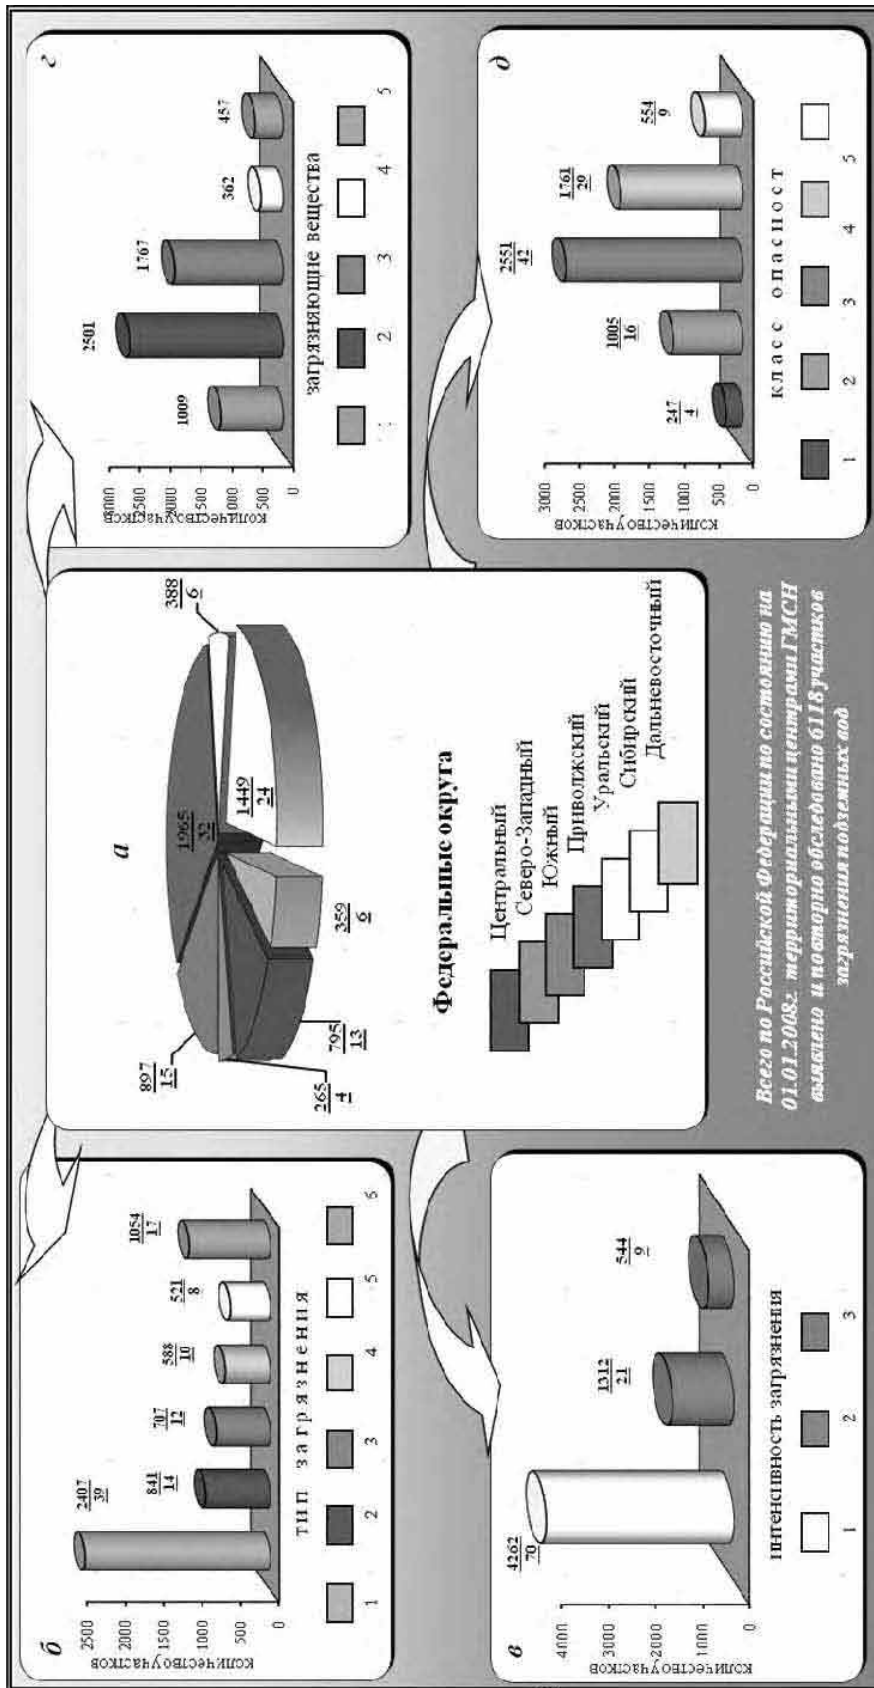 б
количество участков
2500
2000
1500
1000
500
0
2407
39
841
14
707
12
588
10
521
8
1054
17
тип загрязнения
1 2 3 4 5 6
а
897
15
1965
32
388
6
1449
24
359
6
795
13
265
4
Федеральные округа
Центральный
Северо-Западный
Южный
Приволжский
Уральский
Сибирский
Дальневосточный
г
количество участков
3000
2500
2000
1500
1000
500
0
1009
2501
1767
362
457
загрязняющие вещества
2 3 4 5
в
количество участков
4000
3000
2000
1000
0
4262
70
1312
21
544
9
интенсивность загрязнения
1 2 3
Всего по Российской Федерации по состоянию на
01.01.2008г. территориальными центрами ГМСН
выявлено и повторно обследовано 6118 участков
загрязнения подземных вод
д
количество участков
3000
2500
2000
1500
1000
500
0
247
4
1005
16
2551
42
1761
29
554
9
класс опасност
1 2 3 4 5